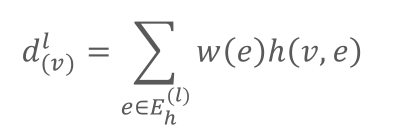 d^l_{(v)} = \sum_{e \in E_h^{(l)}} w(e)h(v, e)